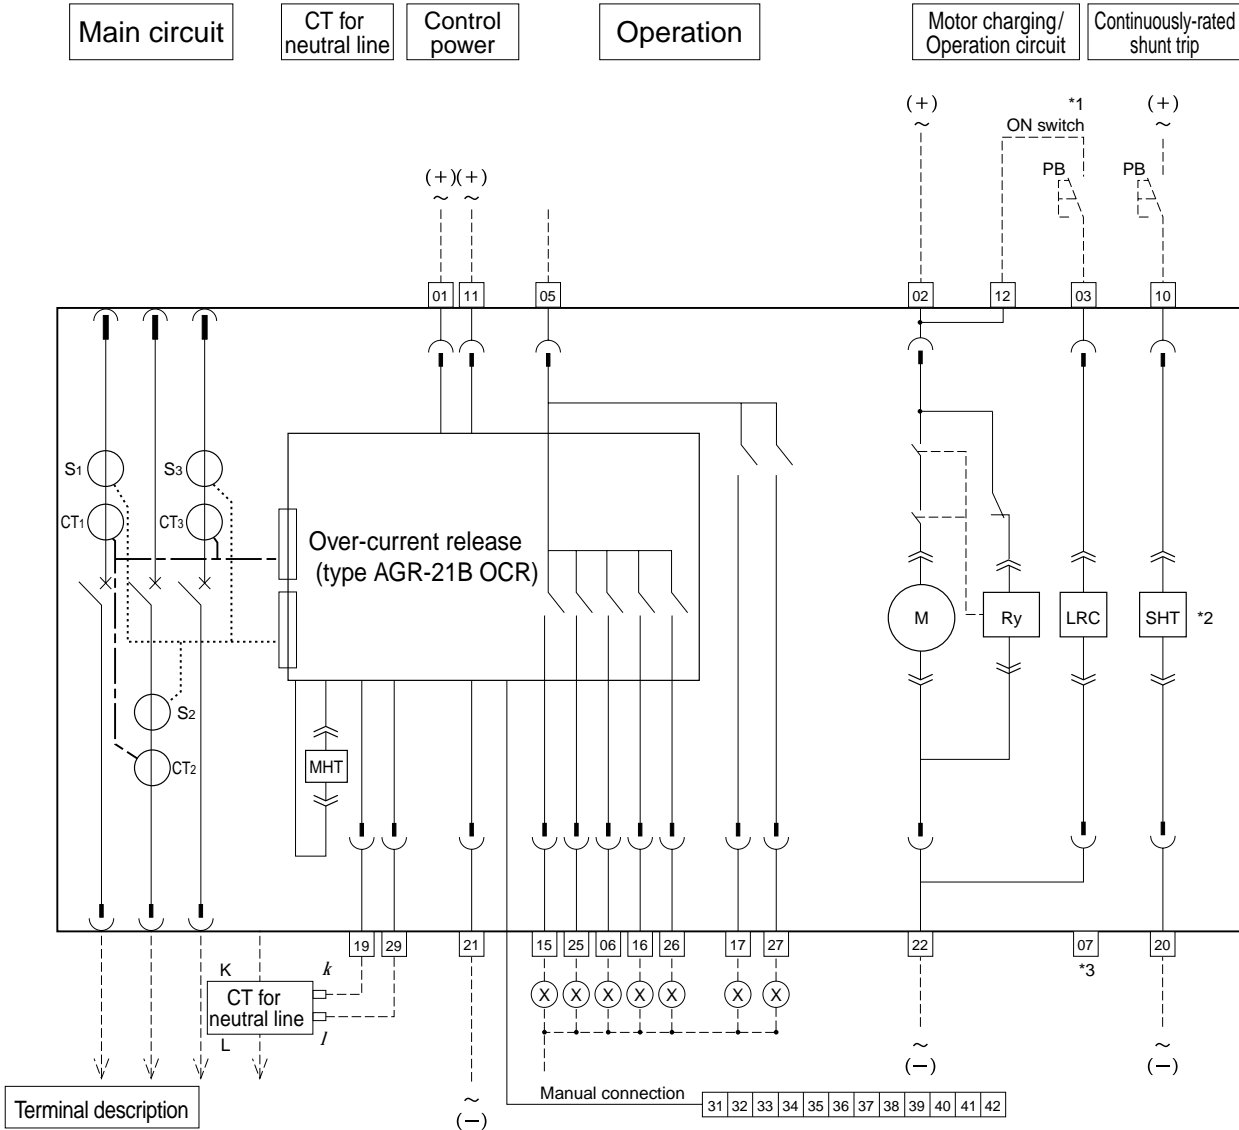 Main circuit
CT for
neutral line
Control
power
Operation
Motor charging/
Operation circuit
Continuously-rated
shunt trip
(+)
~
*1
ON switch
(+)
~
PB
PB
(+)(+)
~ ~
01 11 05 02 12 03 10
S1
S3
CT1
CT3
Over-current release
(type AGR-21B OCR)
M
Ry
LRC
SHT
*2
S2
CT2
MHT
19 29 21 15 25 06 16 26 17 27 22 07 20
*3
K
k
CT for
neutral line
L
l
X X X X X X X
~
(−)
~
(−)
~
(−)
Manual connection
31 32 33 34 35 36 37 38 39 40 41 42
Terminal description